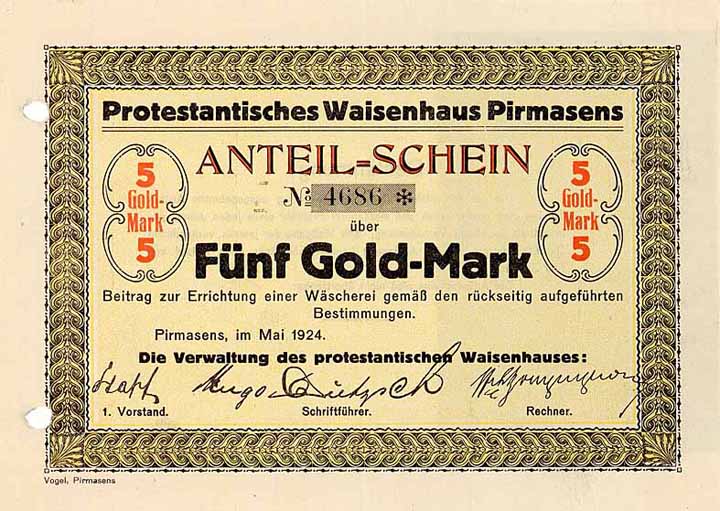 Protestantisches Waisenhaus Pirmasens
ANTEIL=SCHEIN
No 4686 *
5 Gold-Mark 5
5 Gold-Mark 5
über
Fünf Gold-Mark
Beitrag zur Errichtung einer Wäscherei gemäß den rückseitig aufgeführten
Bestimmungen.
Pirmasens, im Mai 1924.
Die Verwaltung des protestantischen Waisenhauses:
1. Vorstand. Schriftführer. Rechner.
Vogel, Pirmasens